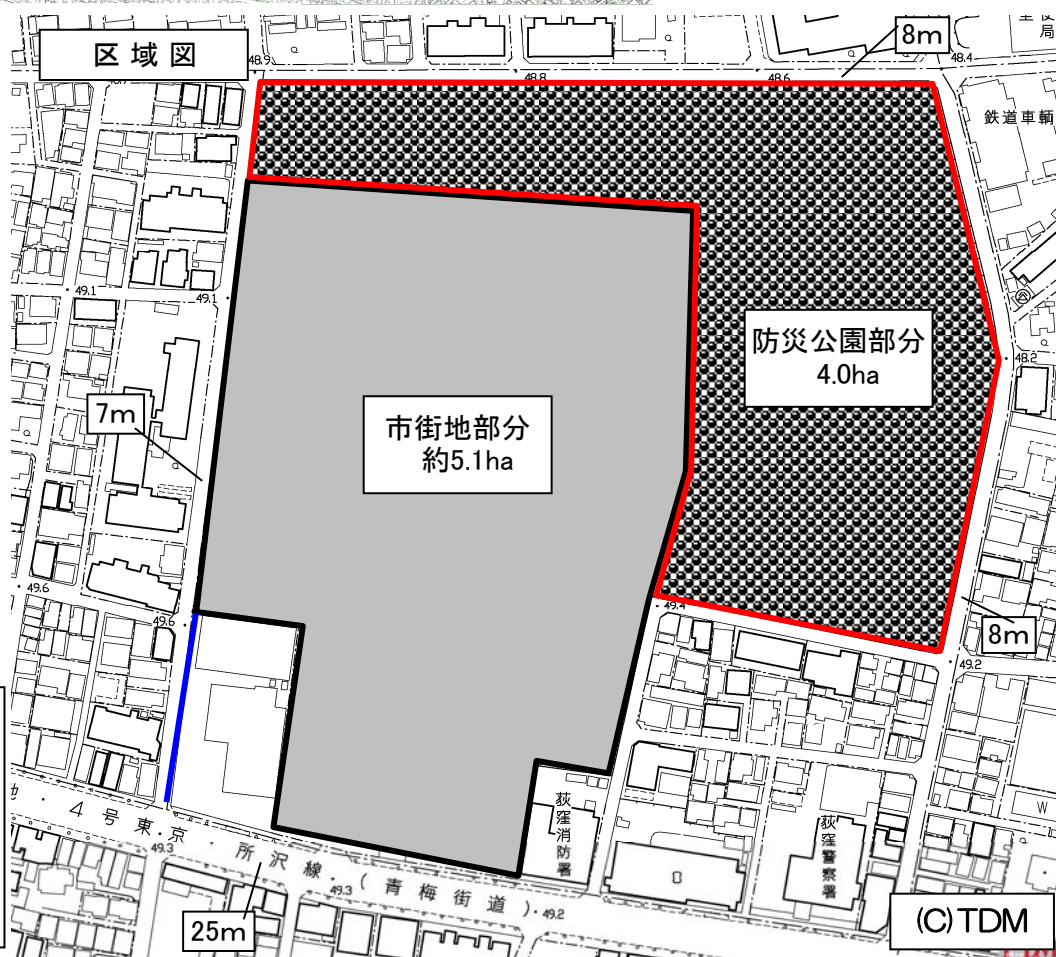 区域図
8m
48.9
48.8
48.6
48.4
局
鉄道車輌
防災公園部分
4.0ha
49.1
49.1
48.2
7m
市街地部分
約5.1ha
49.6
49.6
49.4
8m
49.2
荻窪消防署
荻窪警察署
W
4号東京・所沢線・(青梅街道)
49.3
49.3
49.2
25m
(C)TDM